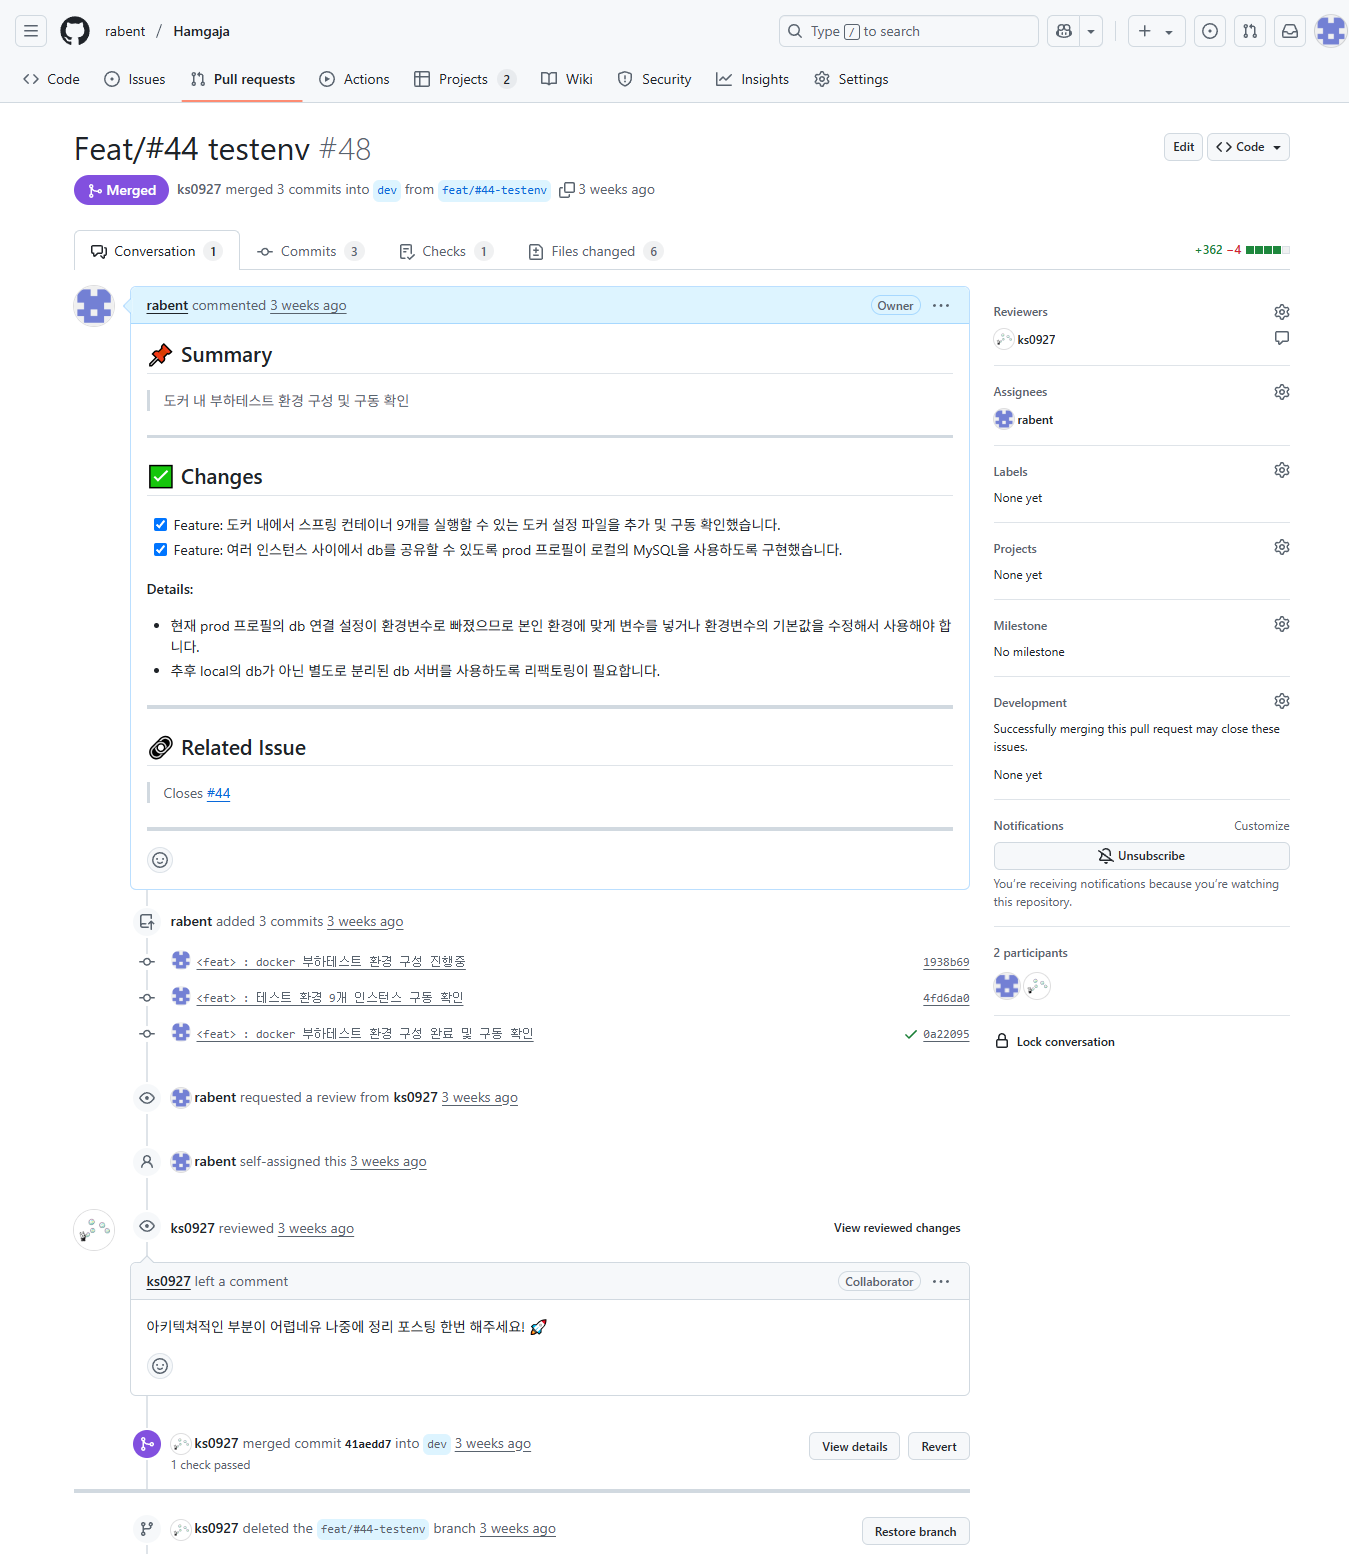 rabent / Hamgaja
Type / to search
Code
Issues
Pull requests
Actions
Projects 2
Wiki
Security
Insights
Settings
Feat/#44 testenv #48
Edit
Code
Merged
ks0927 merged 3 commits into dev from feat/#44-testenv 3 weeks ago
Conversation 1
Commits 3
Checks 1
Files changed 6
+362 −4
rabent commented 3 weeks ago
Owner
Summary
도커 내 부하테스트 환경 구성 및 구동 확인
Changes
Feature: 도커 내에서 스프링 컨테이너 9개를 실행할 수 있는 도커 설정 파일을 추가 및 구동 확인했습니다.
Feature: 여러 인스턴스 사이에서 db를 공유할 수 있도록 prod 프로필이 로컬의 MySQL을 사용하도록 구현했습니다.
Details:
현재 prod 프로필의 db 연결 설정이 환경변수로 빠졌으므로 본인 환경에 맞게 변수를 넣거나 환경변수의 기본값을 수정해서 사용해야 합
니다.
추후 local의 db가 아닌 별도로 분리된 db 서버를 사용하도록 리팩토링이 필요합니다.
Related Issue
Closes #44
rabent added 3 commits 3 weeks ago
<feat> : docker 부하테스트 환경 구성 진행중
1938b69
<feat> : 테스트 환경 9개 인스턴스 구동 확인
4fd6da0
<feat> : docker 부하테스트 환경 구성 완료 및 구동 확인
0a22095
rabent requested a review from ks0927 3 weeks ago
rabent self-assigned this 3 weeks ago
ks0927 reviewed 3 weeks ago
View reviewed changes
ks0927 left a comment
Collaborator
아키텍쳐적인 부분이 어렵네유 나중에 정리 포스팅 한번 해주세요! 🚀
ks0927 merged commit 41aedd7 into dev 3 weeks ago
1 check passed
View details
Revert
ks0927 deleted the feat/#44-testenv branch 3 weeks ago
Restore branch
Reviewers
ks0927
Assignees
rabent
Labels
None yet
Projects
None yet
Milestone
No milestone
Development
Successfully merging this pull request may close these
issues.
None yet
Notifications
Customize
Unsubscribe
You're receiving notifications because you're watching
this repository.
2 participants
Lock conversation